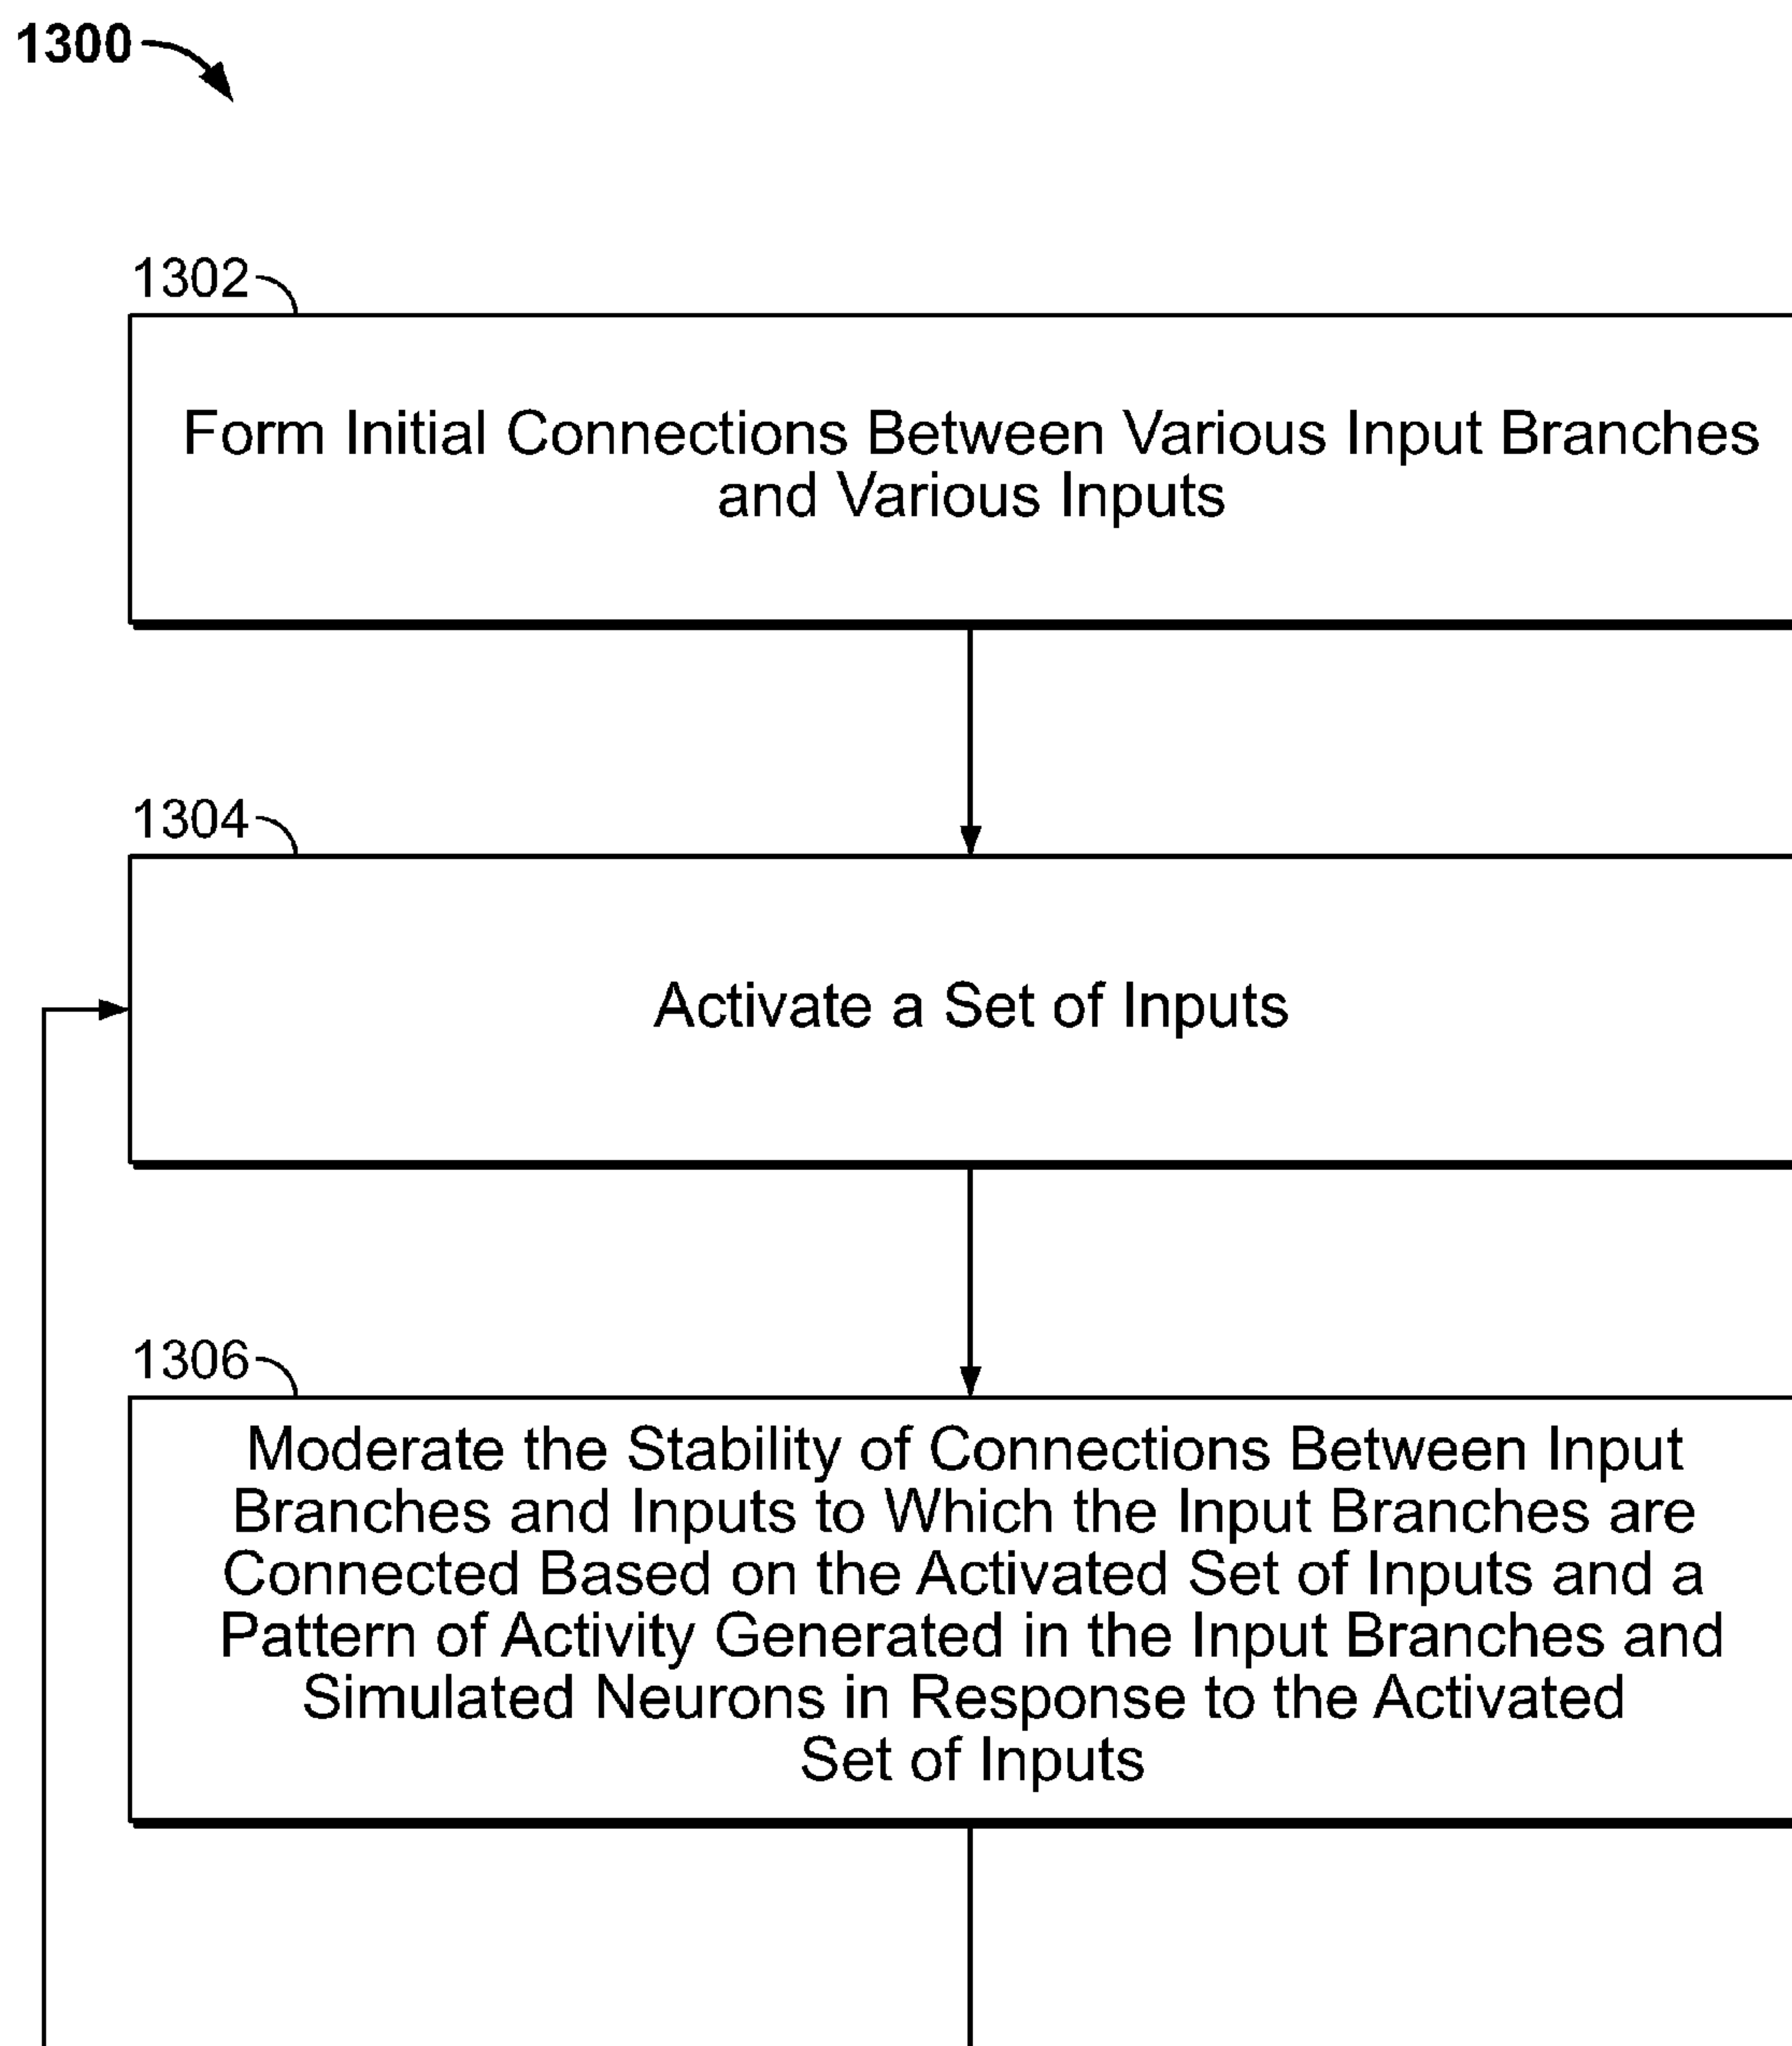 1300
1302
Form Initial Connections Between Various Input Branches
and Various Inputs
1304
Activate a Set of Inputs
1306
Moderate the Stability of Connections Between Input
Branches and Inputs to Which the Input Branches are
Connected Based on the Activated Set of Inputs and a
Pattern of Activity Generated in the Input Branches and
Simulated Neurons in Response to the Activated
Set of Inputs